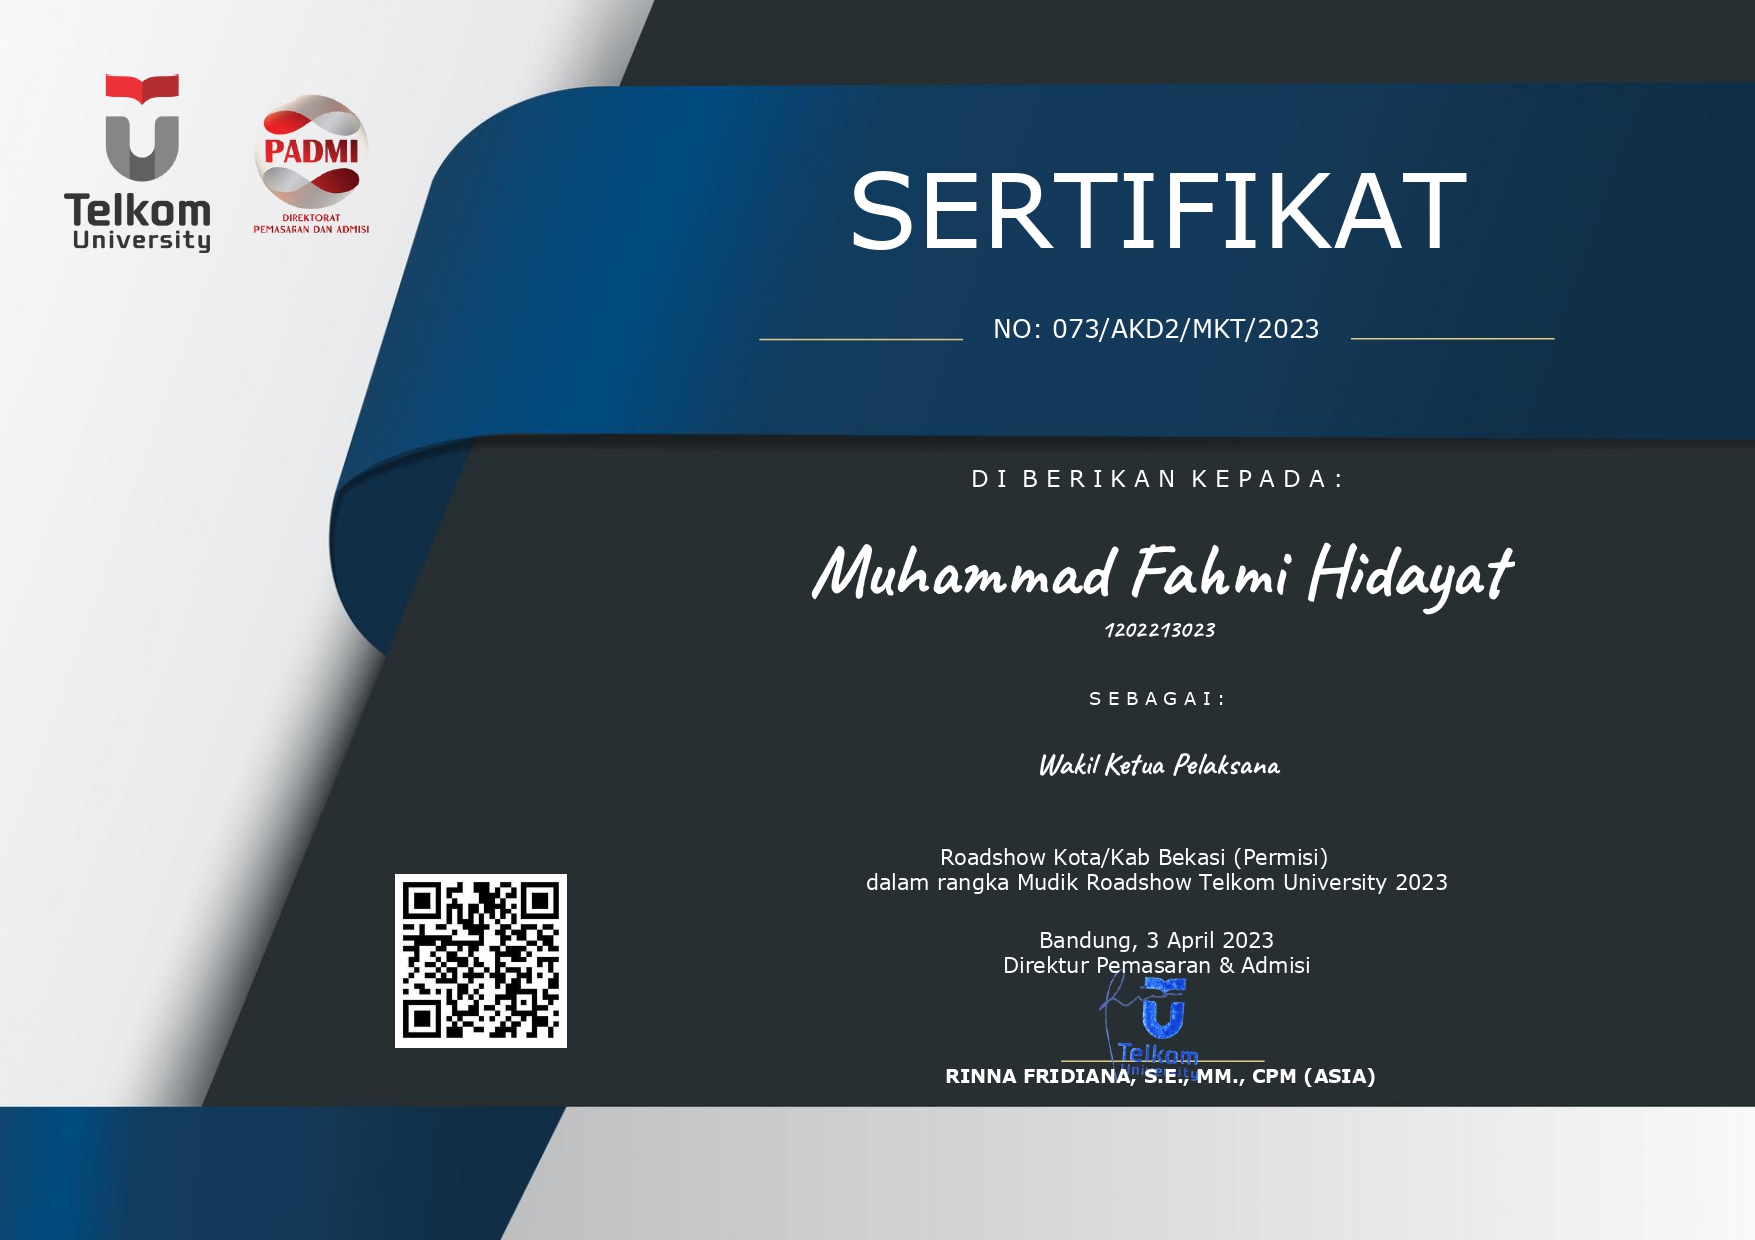 Telkom
University
PADMI
DIREKTORAT
PEMASARAN DAN ADMISI
SERTIFIKAT
NO: 073/AKD2/MKT/2023
DI BERIKAN KEPADA:
Muhammad Fahmi Hidayat
1202213023
SEBAGAI:
Wakil Ketua Pelaksana
Roadshow Kota/Kab Bekasi (Permisi)
dalam rangka Mudik Roadshow Telkom University 2023
Bandung, 3 April 2023
Direktur Pemasaran & Admisi
Telkom
University
RINNA FRIDIANA, S.E., MM., CPM (ASIA)